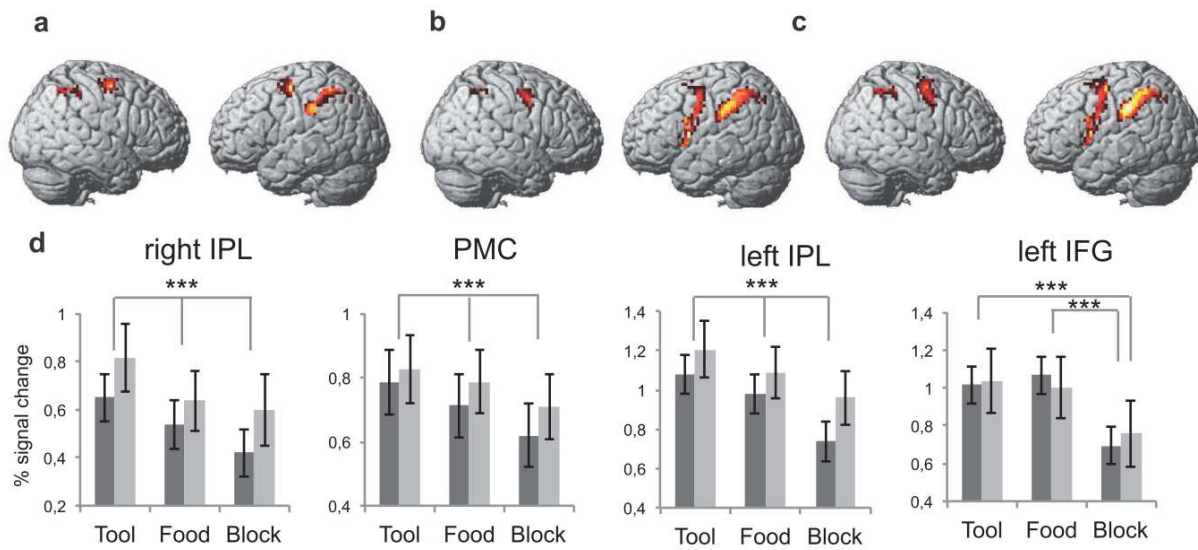 a
b
c
d
right IPL
PMC
left IPL
left IFG
***
***
***
***
***
% signal change
1
0,8
0,6
0,4
0,2
Tool Food Block
1
0,8
0,6
0,4
Tool Food Block
1,4
1,2
1
0,8
0,6
0,4
Tool Food Block
1,4
1,2
1
0,8
0,6
0,4
Tool Food Block